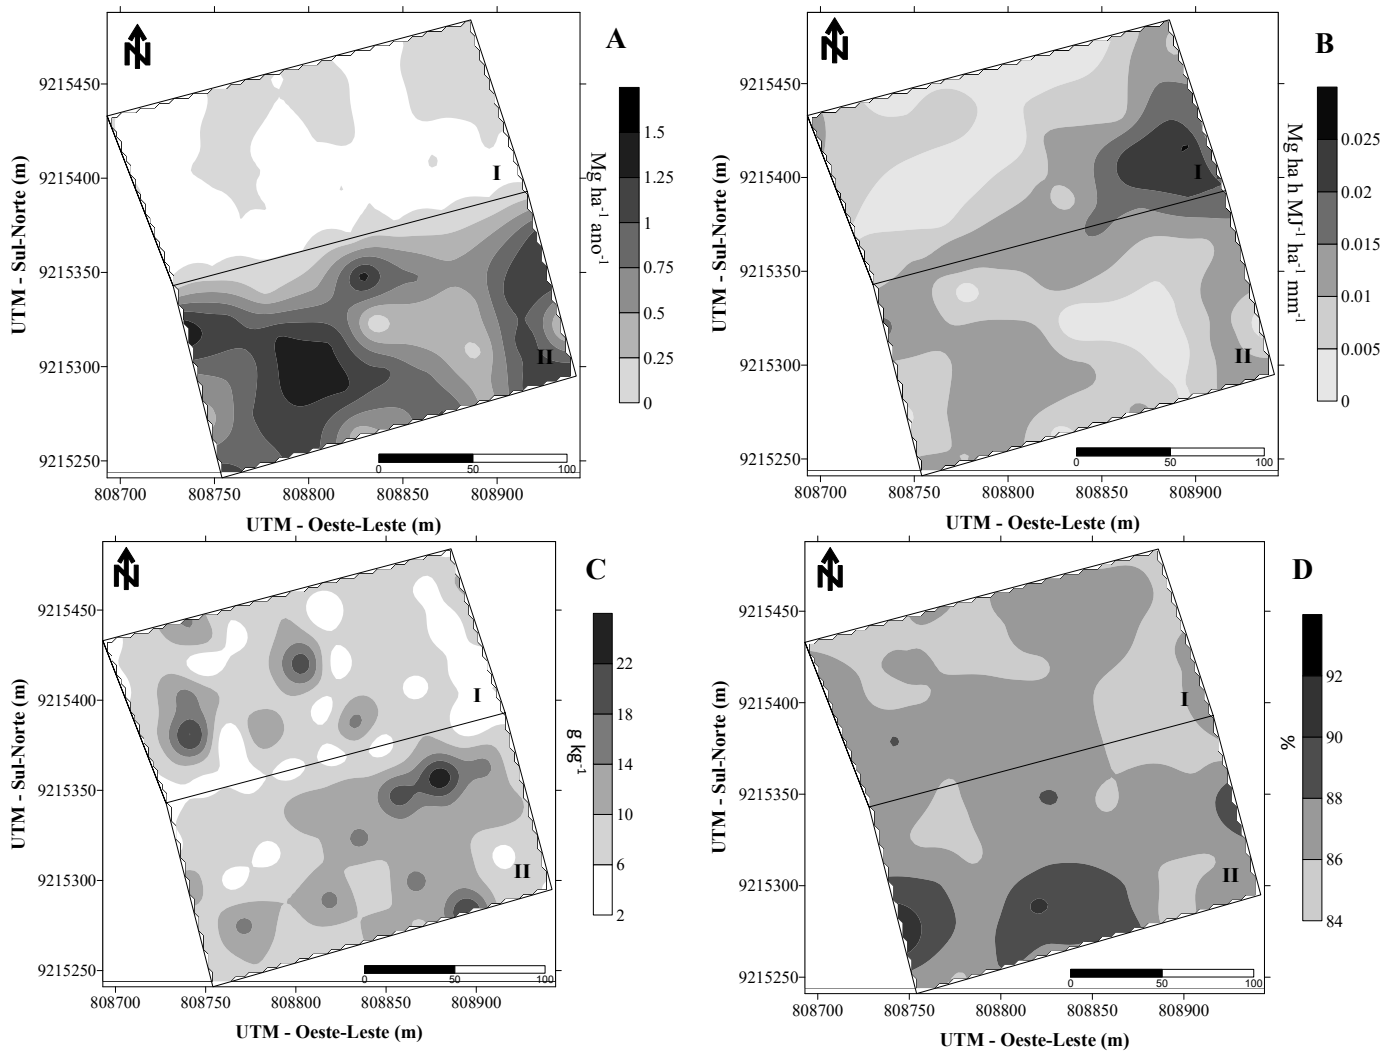 N
A
9215450
9215400
9215350
9215300
9215250
UTM - Sul-Norte (m)
I
II
1.5
1.25
1
0.75
0.5
0.25
0
Mg ha⁻¹ ano⁻¹
0 50 100
808700 808750 808800 808850 808900
UTM - Oeste-Leste (m)
N
B
9215450
9215400
9215350
9215300
9215250
UTM - Sul-Norte (m)
I
II
0.025
0.02
0.015
0.01
0.005
0
Mg ha h MJ⁻¹ ha⁻¹ mm⁻¹
0 50 100
808700 808750 808800 808850 808900
UTM - Oeste-Leste (m)
N
C
9215450
9215400
9215350
9215300
9215250
UTM - Sul-Norte (m)
I
II
22
18
14
10
6
2
g kg⁻¹
0 50 100
808700 808750 808800 808850 808900
UTM - Oeste-Leste (m)
N
D
9215450
9215400
9215350
9215300
9215250
UTM - Sul-Norte (m)
I
II
92
90
88
86
84
%
0 50 100
808700 808750 808800 808850 808900
UTM - Oeste-Leste (m)